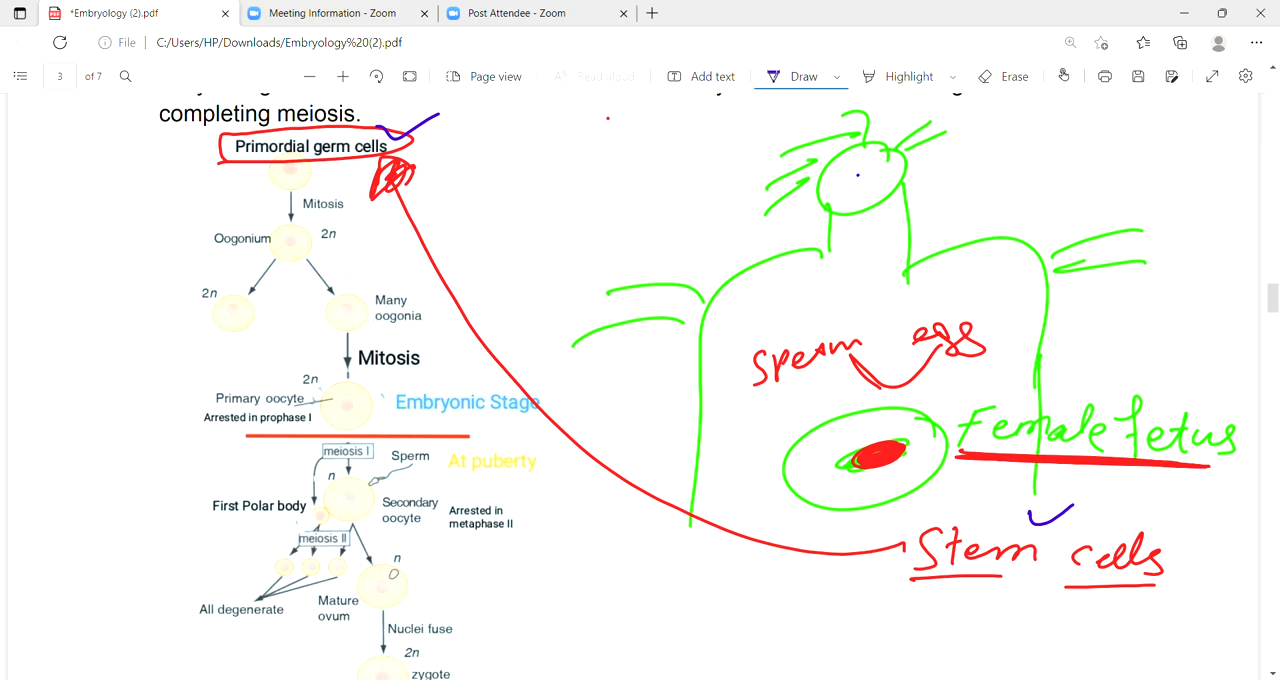 *Embryology (2).pdf
Meeting Information - Zoom
Post Attendee - Zoom
File
C:/Users/HP/Downloads/Embryology%20(2).pdf
3 of 7
Page view
Read aloud
Add text
Draw
Highlight
Erase
completing meiosis.
Primordial germ cells
Mitosis
Oogonium
2n
2n
Many
oogonia
Mitosis
2n
Primary oocyte
Arrested in prophase I
Embryonic Stage
meiosis I
Sperm
At puberty
n
First Polar body
Secondary
oocyte
Arrested in
metaphase II
meiosis II
n
All degenerate
Mature
ovum
Nuclei fuse
2n
zygote
Sperm egg
Female fetus
Stem cells